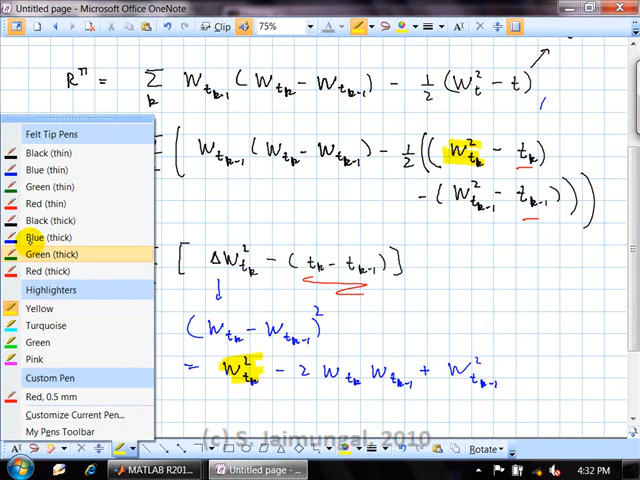 Untitled page - Microsoft Office OneNote
Clip 75%
R^π = Σ_k W_{t_{k-1}} ( W_{t_k} - W_{t_{k-1}} ) - 1/2 ( W_t^2 - t )
Felt Tip Pens
Black (thin)
Blue (thin)
Green (thin)
Red (thin)
Black (thick)
Blue (thick)
Green (thick)
Red (thick)
Highlighters
Yellow
Turquoise
Green
Pink
Custom Pen
Red, 0.5 mm
Customize Current Pen...
My Pens Toolbar
= ( W_{t_{k-1}} ( W_{t_k} - W_{t_{k-1}} ) - 1/2 ( ( W_{t_k}^2 - t_k )
- ( W_{t_{k-1}}^2 - t_{k-1} ) ) )
= [ ΔW_{t_k}^2 - ( t_k - t_{k-1} ) ]
( W_{t_k} - W_{t_{k-1}} )^2
= W_{t_k}^2 - 2 W_{t_k} W_{t_{k-1}} + W_{t_{k-1}}^2
(c) S. Jaimungal, 2010
Rotate
MATLAB R201...
Untitled page - Mic...
4:32 PM